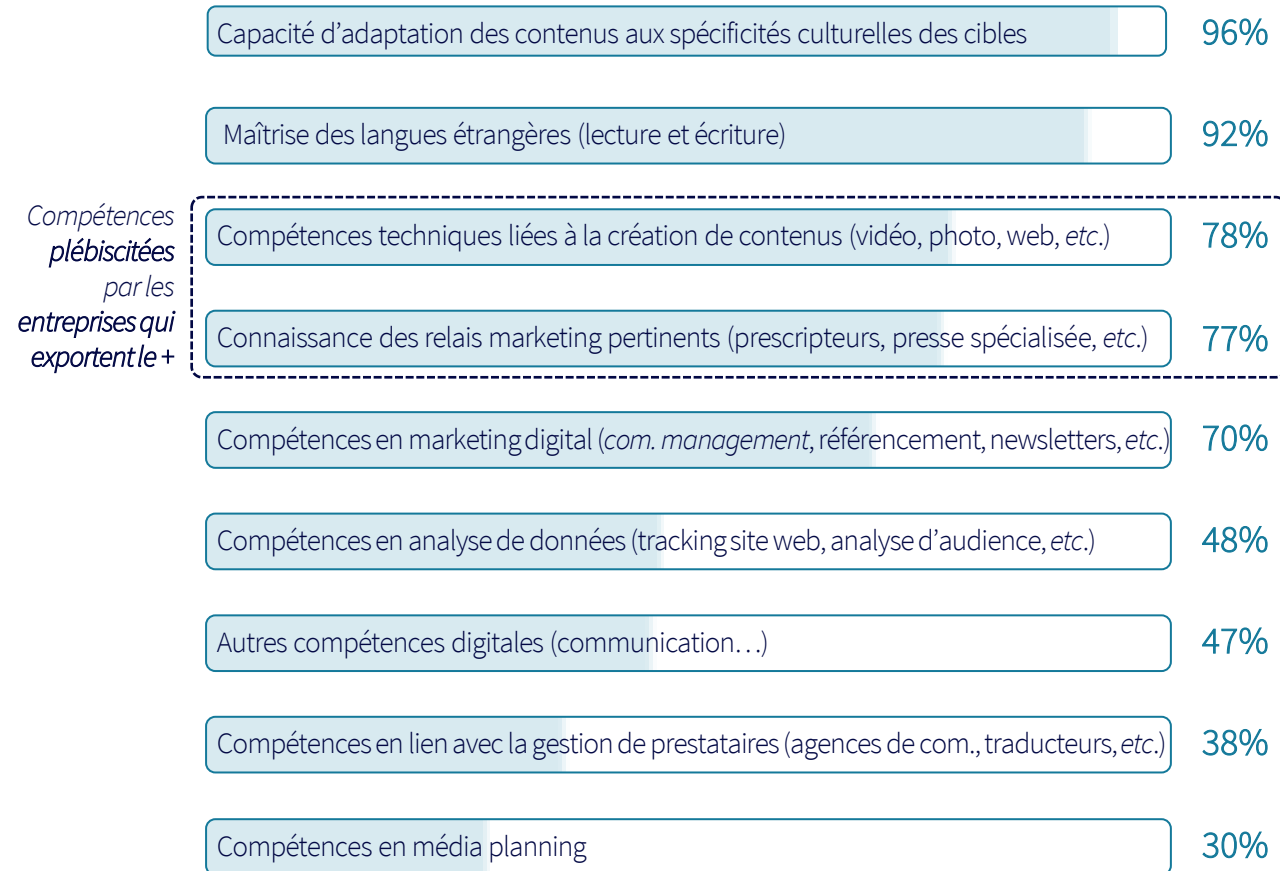 Capacité d’adaptation des contenus aux spécificités culturelles des cibles 96%
Maîtrise des langues étrangères (lecture et écriture) 92%
Compétences
plébiscitées
par les
entreprises qui
exportent le +
Compétences techniques liées à la création de contenus (vidéo, photo, web, etc.) 78%
Connaissance des relais marketing pertinents (prescripteurs, presse spécialisée, etc.) 77%
Compétences en marketing digital (com. management, référencement, newsletters, etc.) 70%
Compétences en analyse de données (tracking site web, analyse d’audience, etc.) 48%
Autres compétences digitales (communication…) 47%
Compétences en lien avec la gestion de prestataires (agences de com., traducteurs, etc.) 38%
Compétences en média planning 30%